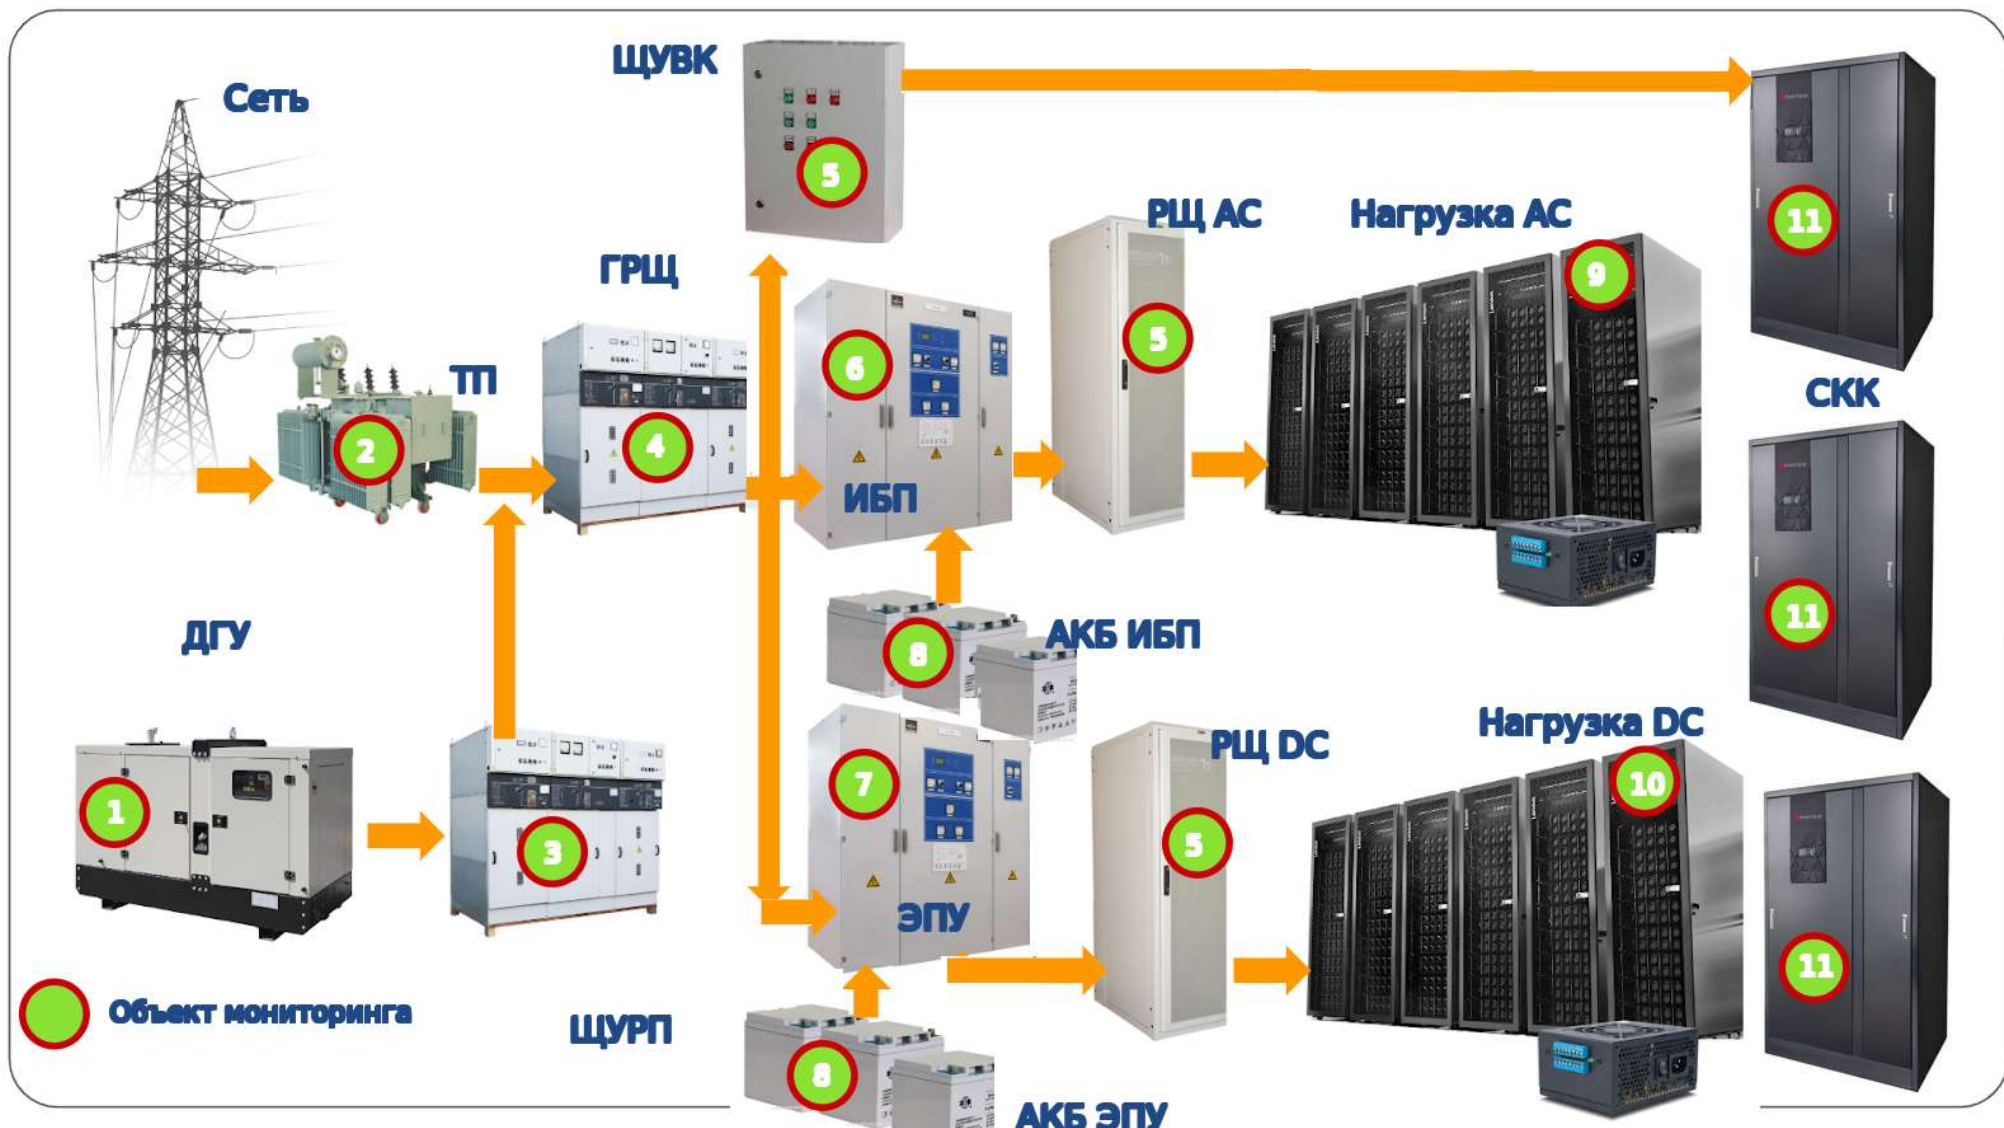 ЩУВК
Сеть
5
11
РЩ АС
Нагрузка АС
ГРЩ
9
5
6
ТП
СКК
2
4
ИБП
ДГУ
8
АКБ ИБП
11
Нагрузка DC
РЩ DC
7
10
1
3
5
ЭПУ
11
Объект мониторинга
ЩУРП
8
АКБ ЭПУ